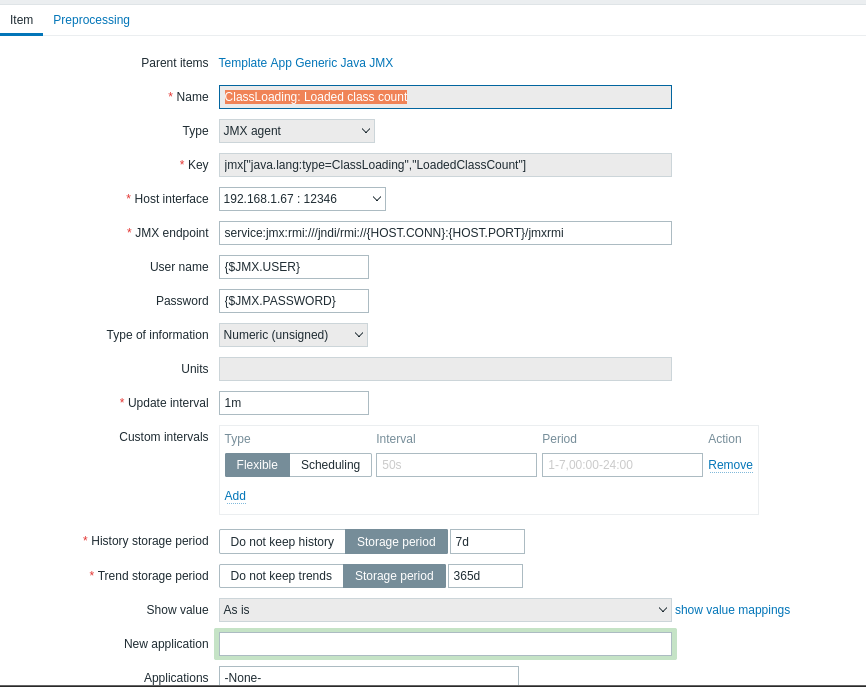 Item Preprocessing
Parent items Template App Generic Java JMX
* Name ClassLoading: Loaded class count
Type JMX agent
* Key jmx["java.lang:type=ClassLoading","LoadedClassCount"]
* Host interface 192.168.1.67 : 12346
* JMX endpoint service:jmx:rmi:///jndi/rmi://{HOST.CONN}:{HOST.PORT}/jmxrmi
User name {$JMX.USER}
Password {$JMX.PASSWORD}
Type of information Numeric (unsigned)
Units
* Update interval 1m
Custom intervals Type Interval Period Action
Flexible Scheduling 50s 1-7,00:00-24:00 Remove
Add
* History storage period Do not keep history Storage period 7d
* Trend storage period Do not keep trends Storage period 365d
Show value As is show value mappings
New application
Applications -None-